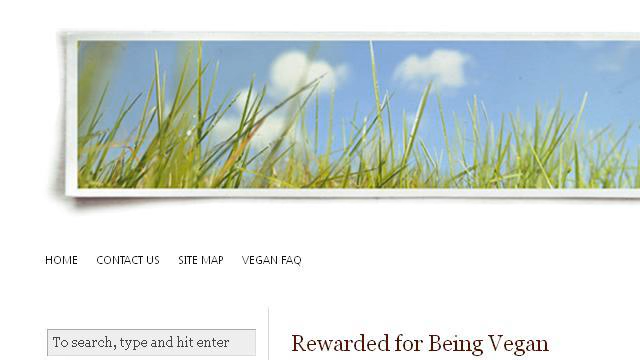 HOME CONTACT US SITE MAP VEGAN FAQ
To search, type and hit enter
Rewarded for Being Vegan